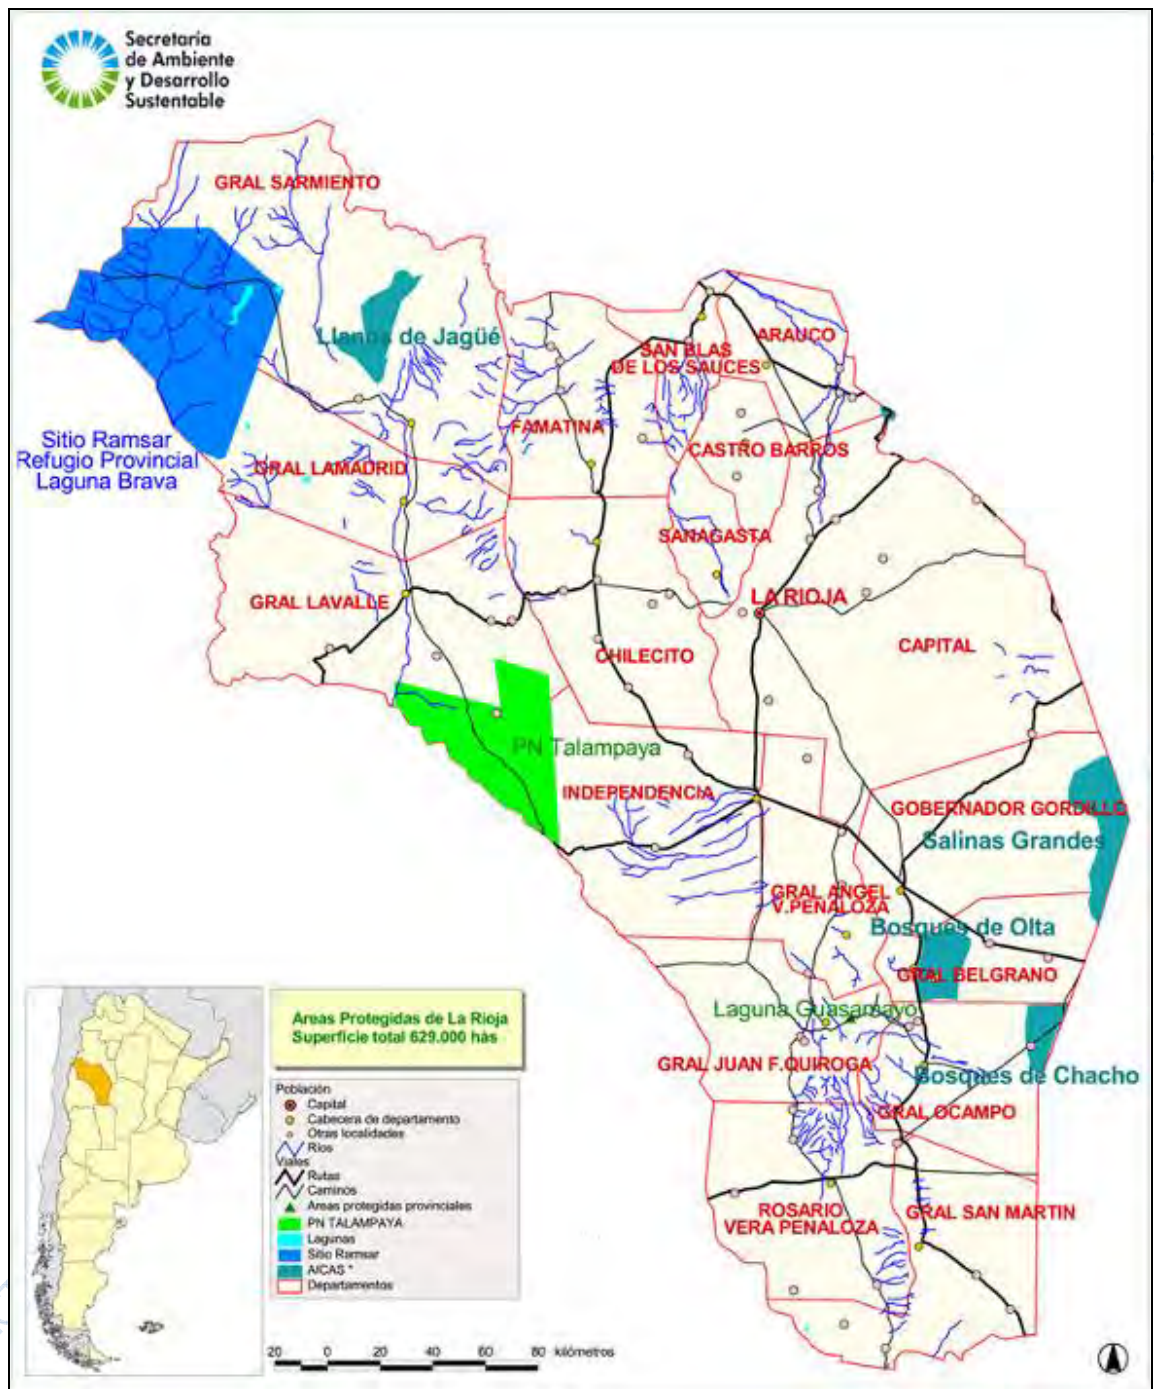 Secretaría
de Ambiente
y Desarrollo
Sustentable
GRAL SARMIENTO
Llanos de Jagüé
ARAUCO
SAN BLAS
DE LOS SAUCES
FAMATINA
CASTRO BARROS
Sitio Ramsar
Refugio Provincial
Laguna Brava
GRAL LAMADRID
SANAGASTA
GRAL LAVALLE
LA RIOJA
CAPITAL
CHILECITO
PN Talampaya
INDEPENDENCIA
GOBERNADOR GORDILLO
Salinas Grandes
GRAL ANGEL
V.PEÑALOZA
Bosques de Olta
GRAL BELGRANO
Laguna Guasamayo
GRAL JUAN F.QUIROGA
Bosques de Chacho
GRAL OCAMPO
ROSARIO
VERA PEÑALOZA
GRAL SAN MARTIN
Areas Protegidas de La Rioja
Superficie total 629.000 hás
Población
Capital
Cabecera de departamento
Otras localidades
Ríos
Viales
Rutas
Caminos
Areas protegidas provinciales
PN TALAMPAYA
Lagunas
Sitio Ramsar
AICAS *
Departamentos
20 0 20 40 60 80 kilómetros